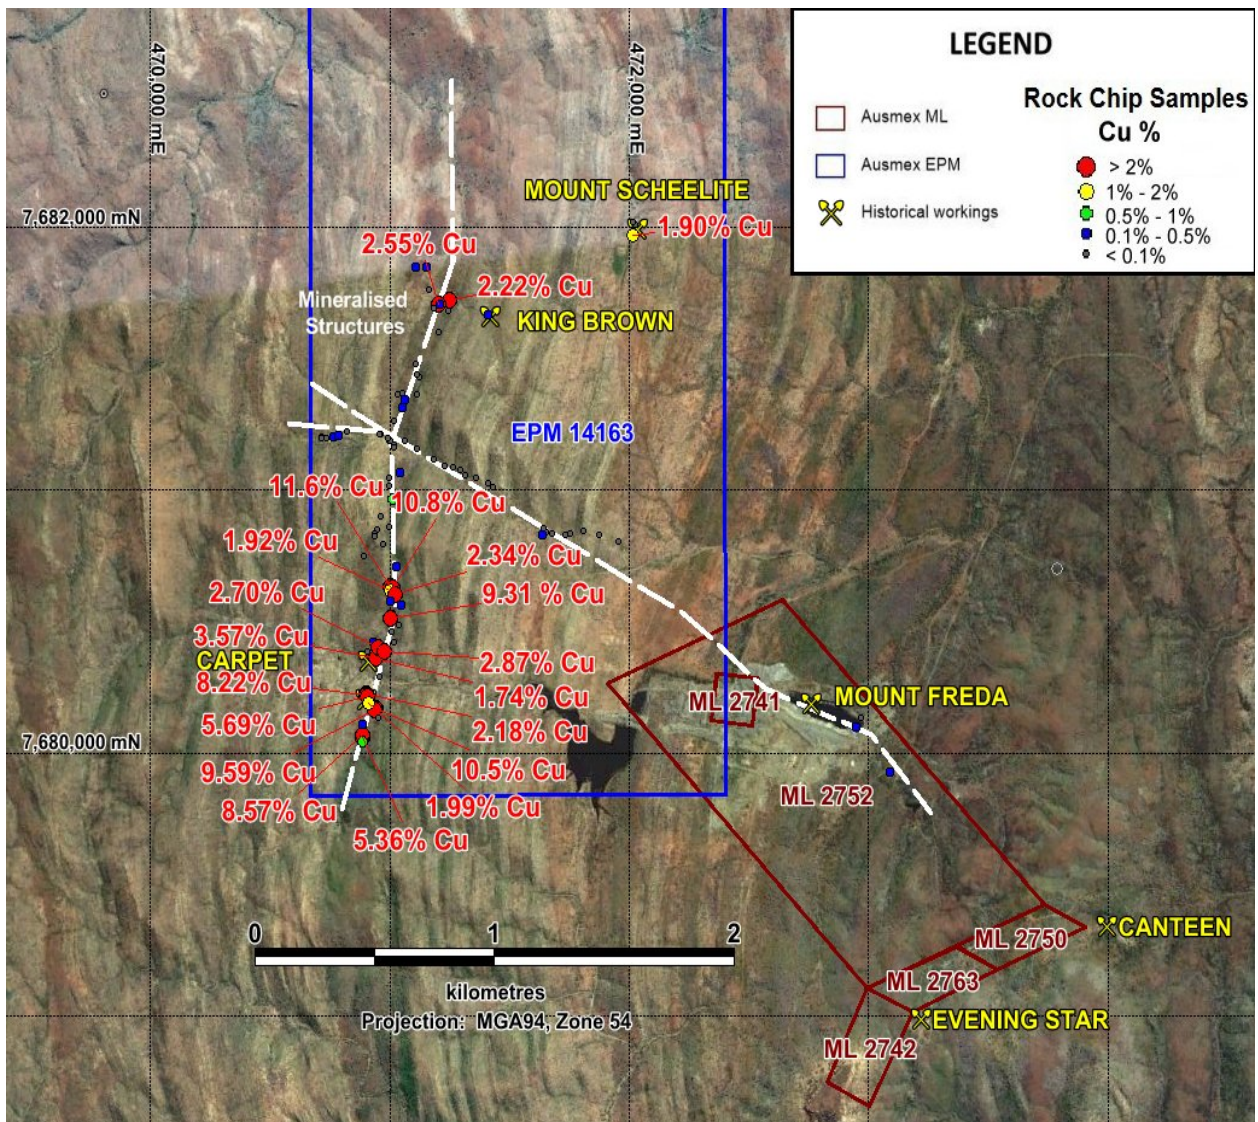 470,000 mE
472,000 mE
LEGEND
Rock Chip Samples
Cu %
Ausmex ML
> 2%
1% - 2%
Ausmex EPM
0.5% - 1%
Historical workings
0.1% - 0.5%
< 0.1%
MOUNT SCHEELITE
7,682,000 mN
1.90% Cu
2.55% Cu
2.22% Cu
Mineralised
Structures
KING BROWN
EPM 14163
11.6% Cu
10.8% Cu
1.92% Cu
2.34% Cu
2.70% Cu
9.31 % Cu
3.57% Cu
CARPET
2.87% Cu
8.22% Cu
1.74% Cu
ML 2741
MOUNT FREDA
5.69% Cu
2.18% Cu
7,680,000 mN
9.59% Cu
10.5% Cu
ML 2752
8.57% Cu
1.99% Cu
5.36% Cu
0 1 2
kilometres
Projection: MGA94, Zone 54
CANTEEN
ML 2750
ML 2763
EVENING STAR
ML 2742